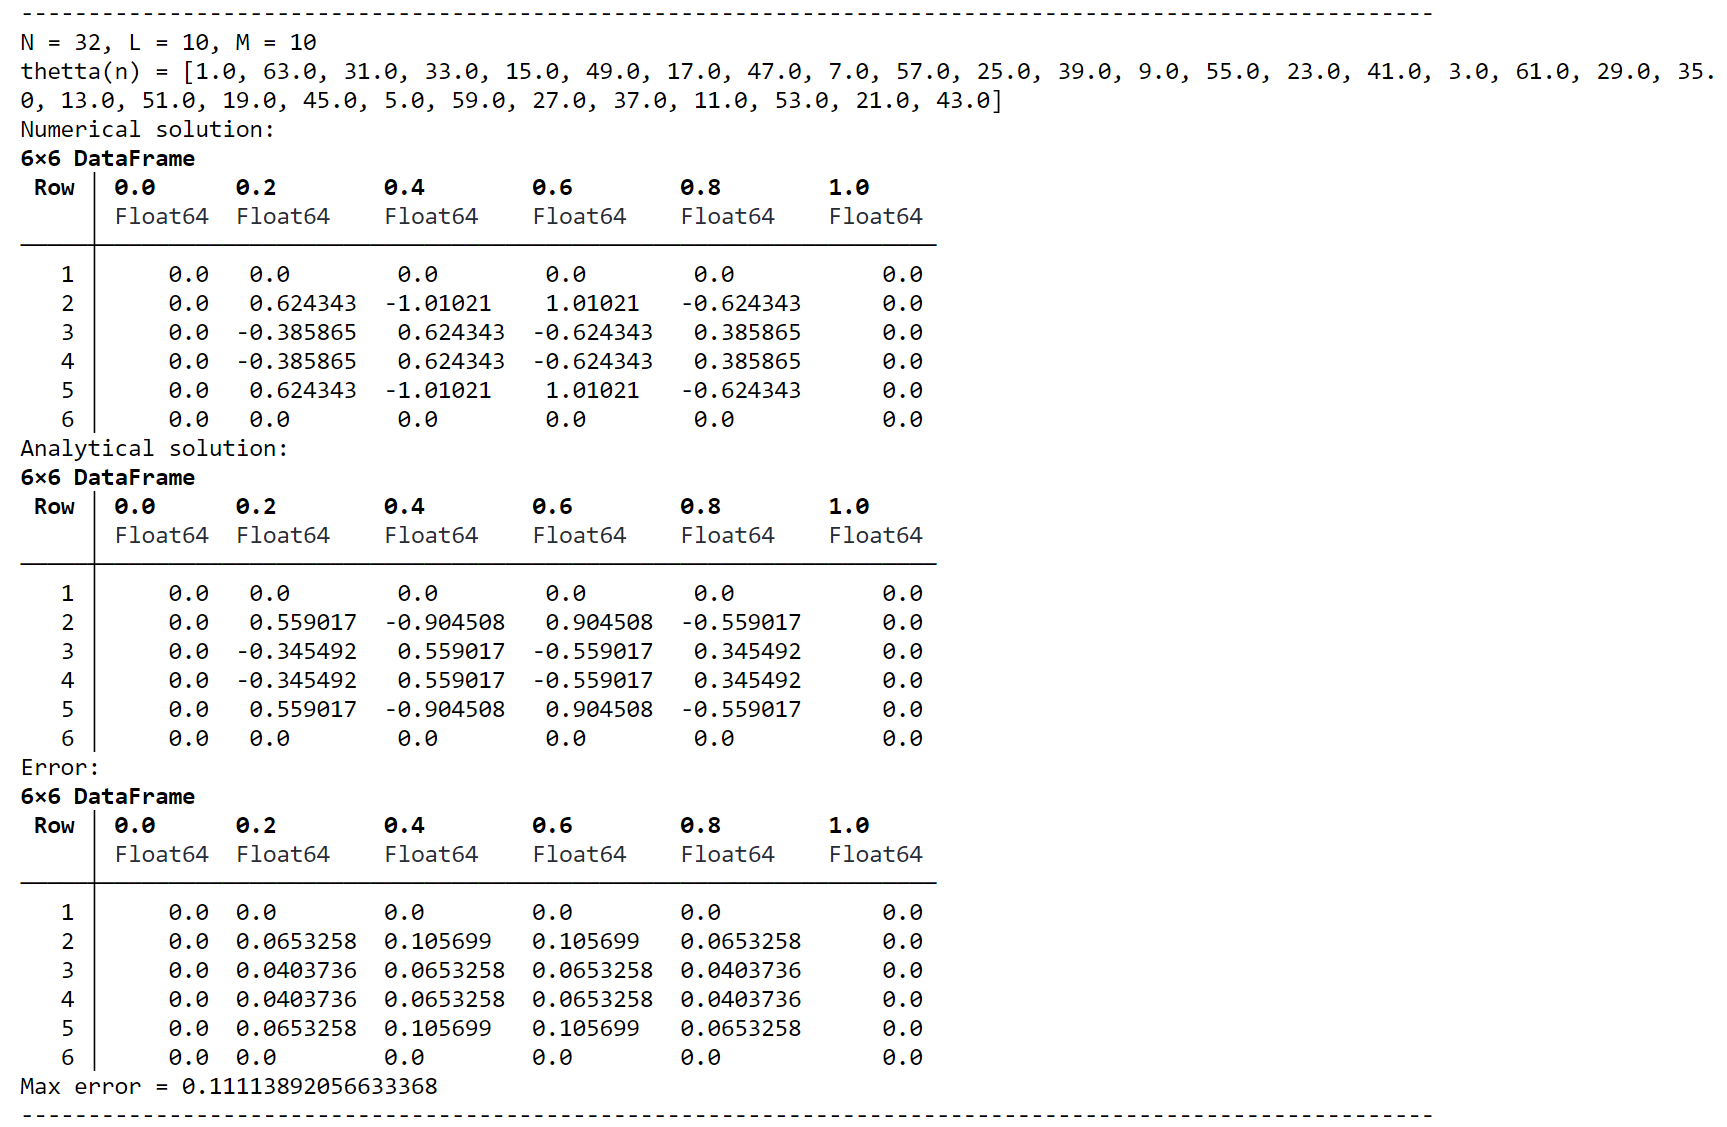 ---------------------------------------------------------------------------------------------------------
N = 32, L = 10, M = 10
thetta(n) = [1.0, 63.0, 31.0, 33.0, 15.0, 49.0, 17.0, 47.0, 7.0, 57.0, 25.0, 39.0, 9.0, 55.0, 23.0, 41.0, 3.0, 61.0, 29.0, 35.
0, 13.0, 51.0, 19.0, 45.0, 5.0, 59.0, 27.0, 37.0, 11.0, 53.0, 21.0, 43.0]
Numerical solution:
6×6 DataFrame
Row 0.0 0.2 0.4 0.6 0.8 1.0
Float64 Float64 Float64 Float64 Float64 Float64
1 0.0 0.0 0.0 0.0 0.0 0.0
2 0.0 0.624343 -1.01021 1.01021 -0.624343 0.0
3 0.0 -0.385865 0.624343 -0.624343 0.385865 0.0
4 0.0 -0.385865 0.624343 -0.624343 0.385865 0.0
5 0.0 0.624343 -1.01021 1.01021 -0.624343 0.0
6 0.0 0.0 0.0 0.0 0.0 0.0
Analytical solution:
6×6 DataFrame
Row 0.0 0.2 0.4 0.6 0.8 1.0
Float64 Float64 Float64 Float64 Float64 Float64
1 0.0 0.0 0.0 0.0 0.0 0.0
2 0.0 0.559017 -0.904508 0.904508 -0.559017 0.0
3 0.0 -0.345492 0.559017 -0.559017 0.345492 0.0
4 0.0 -0.345492 0.559017 -0.559017 0.345492 0.0
5 0.0 0.559017 -0.904508 0.904508 -0.559017 0.0
6 0.0 0.0 0.0 0.0 0.0 0.0
Error:
6×6 DataFrame
Row 0.0 0.2 0.4 0.6 0.8 1.0
Float64 Float64 Float64 Float64 Float64 Float64
1 0.0 0.0 0.0 0.0 0.0 0.0
2 0.0 0.0653258 0.105699 0.105699 0.0653258 0.0
3 0.0 0.0403736 0.0653258 0.0653258 0.0403736 0.0
4 0.0 0.0403736 0.0653258 0.0653258 0.0403736 0.0
5 0.0 0.0653258 0.105699 0.105699 0.0653258 0.0
6 0.0 0.0 0.0 0.0 0.0 0.0
Max error = 0.11113892056633368
---------------------------------------------------------------------------------------------------------